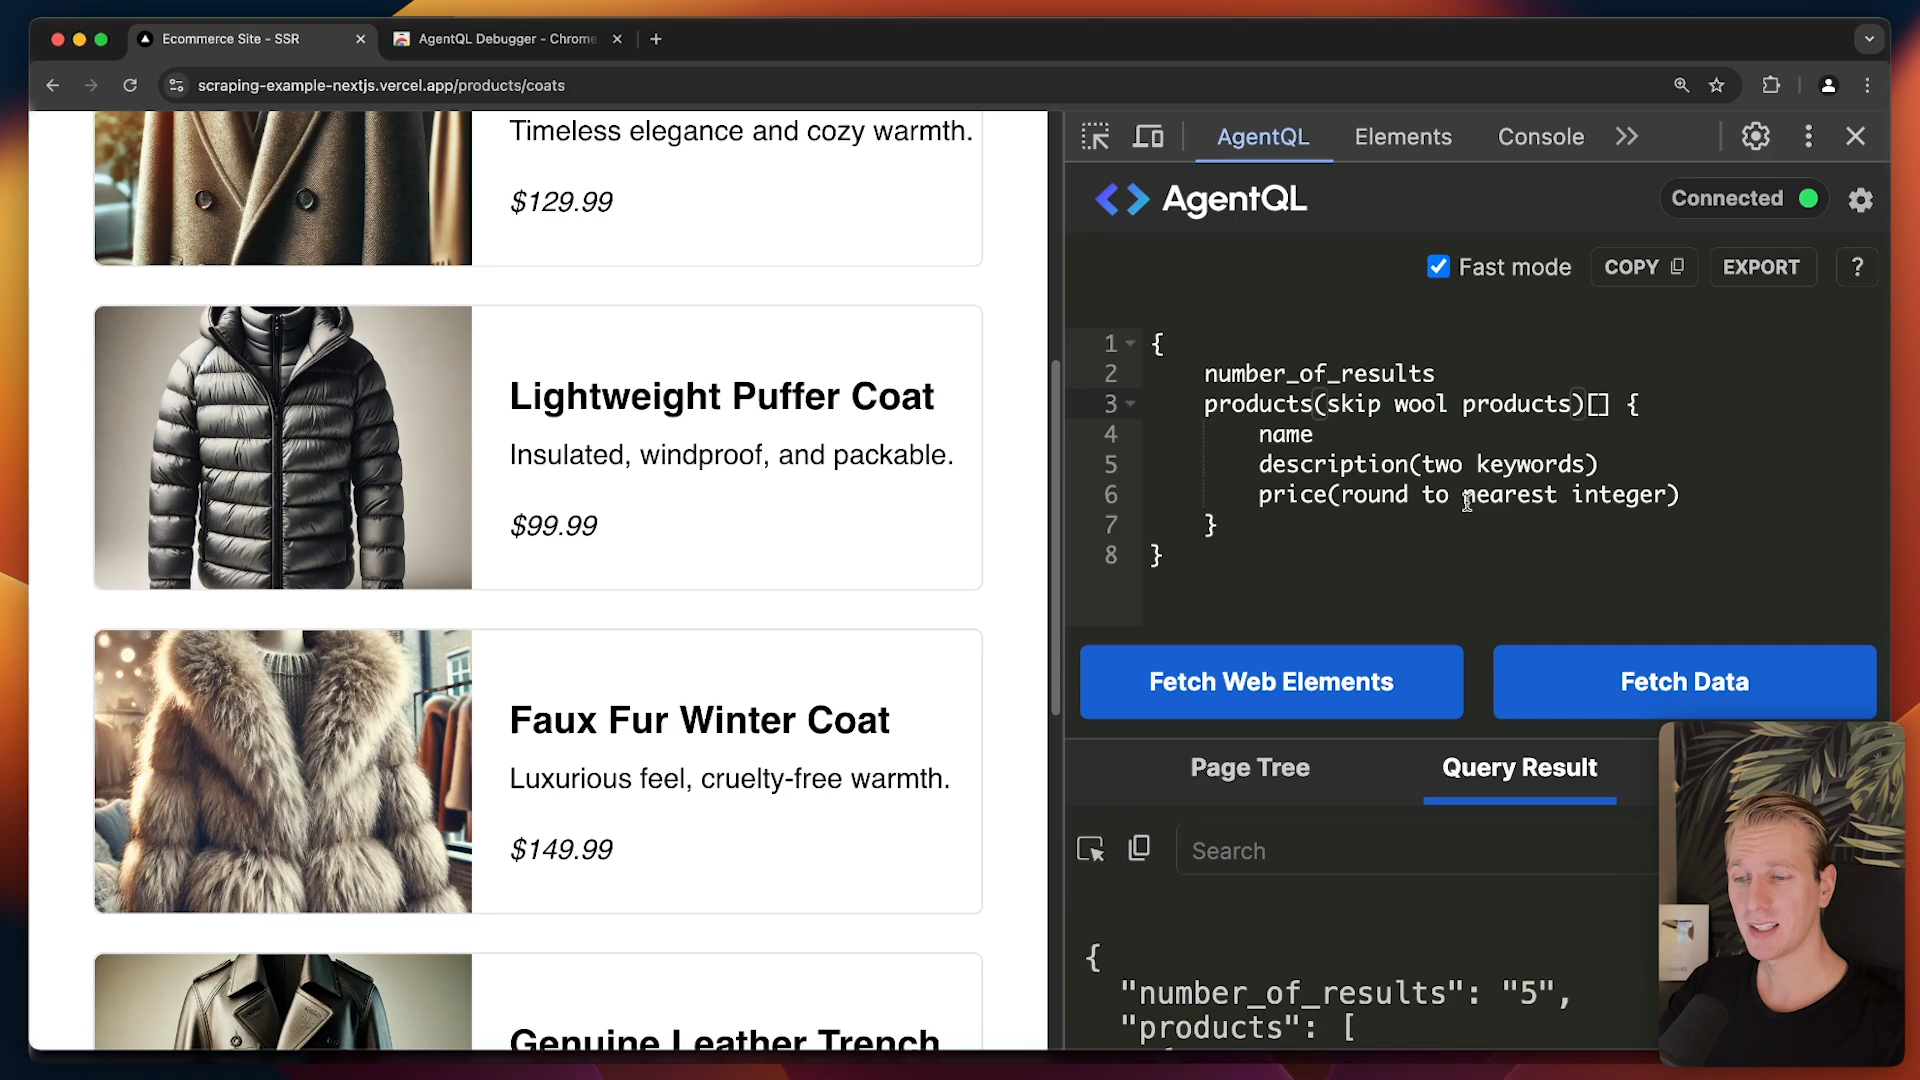 Ecommerce Site - SSR
AgentQL Debugger - Chrome
scraping-example-nextjs.vercel.app/products/coats
Timeless elegance and cozy warmth.
$129.99
Lightweight Puffer Coat
Insulated, windproof, and packable.
$99.99
Faux Fur Winter Coat
Luxurious feel, cruelty-free warmth.
$149.99
Genuine Leather Trench
AgentQL
Elements
Console
AgentQL
Connected
Fast mode
COPY
EXPORT
?
1 {
2 number_of_results
3 products(skip wool products)[] {
4 name
5 description(two keywords)
6 price(round to nearest integer)
7 }
8 }
Fetch Web Elements
Fetch Data
Page Tree
Query Result
Search
{
"number_of_results": "5",
"products": [